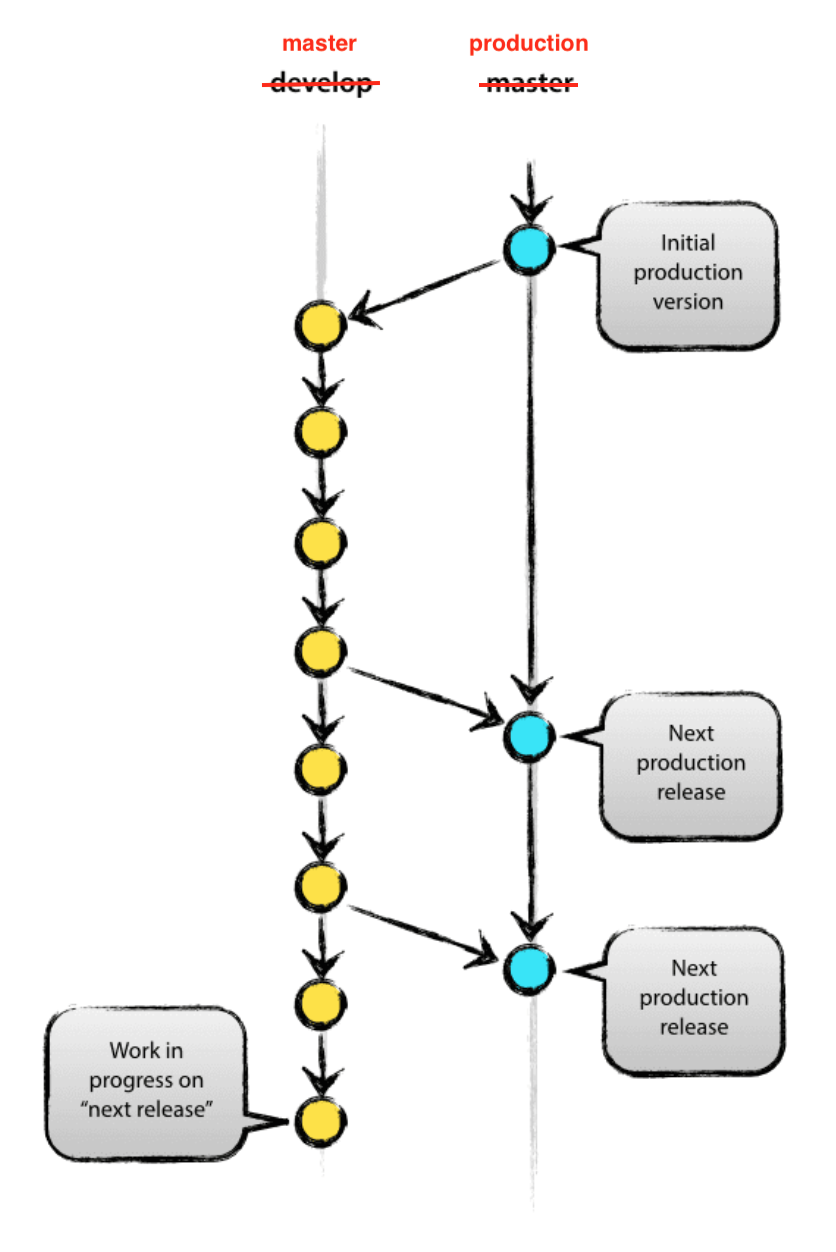 master
production
develop
master
Initial
production
version
Next
production
release
Next
production
release
Work in
progress on
“next release”